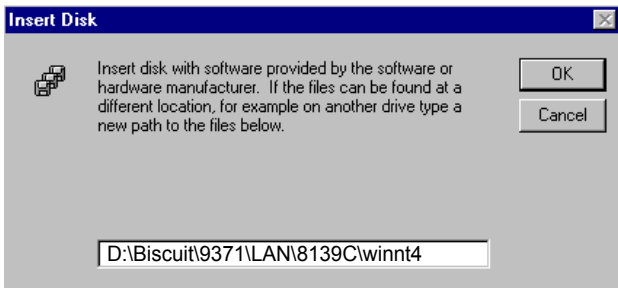 Insert Disk
Insert disk with software provided by the software or
hardware manufacturer. If the files can be found at a
different location, for example on another drive type a
new path to the files below.
OK
Cancel
D:\Biscuit\9371\LAN\8139C\winnt4